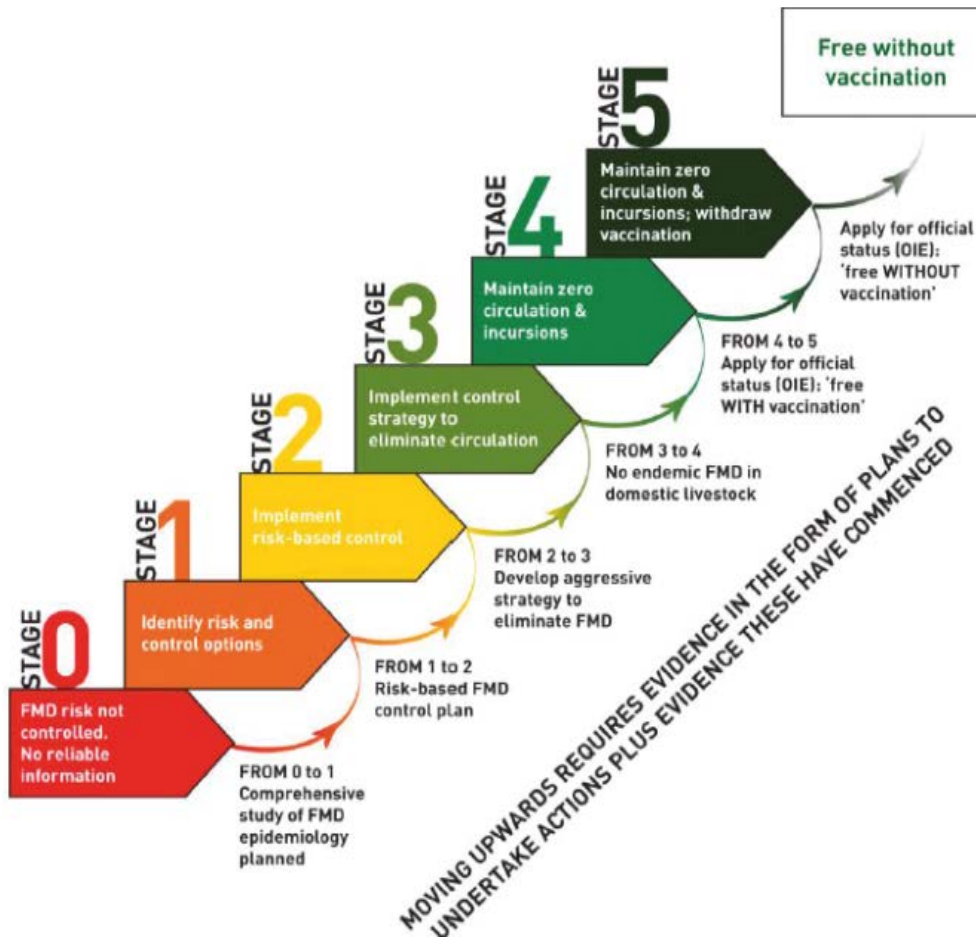 Free without
vaccination
STAGE
5
Maintain zero
circulation &
incursions; withdraw
vaccination
Apply for official
status (OIE):
'free WITHOUT
vaccination'
STAGE
4
Maintain zero
circulation &
incursions
FROM 4 to 5
Apply for official
status (OIE): 'free
WITH vaccination'
STAGE
3
Implement control
strategy to
eliminate circulation
FROM 3 to 4
No endemic FMD in
domestic livestock
STAGE
2
Implement
risk-based control
FROM 2 to 3
Develop aggressive
strategy to
eliminate FMD
STAGE
1
Identify risk and
control options
FROM 1 to 2
Risk-based FMD
control plan
STAGE
0
FMD risk not
controlled.
No reliable
information
FROM 0 to 1
Comprehensive
study of FMD
epidemiology
planned
MOVING UPWARDS REQUIRES EVIDENCE IN THE FORM OF PLANS TO
UNDERTAKE ACTIONS PLUS EVIDENCE THESE HAVE COMMENCED